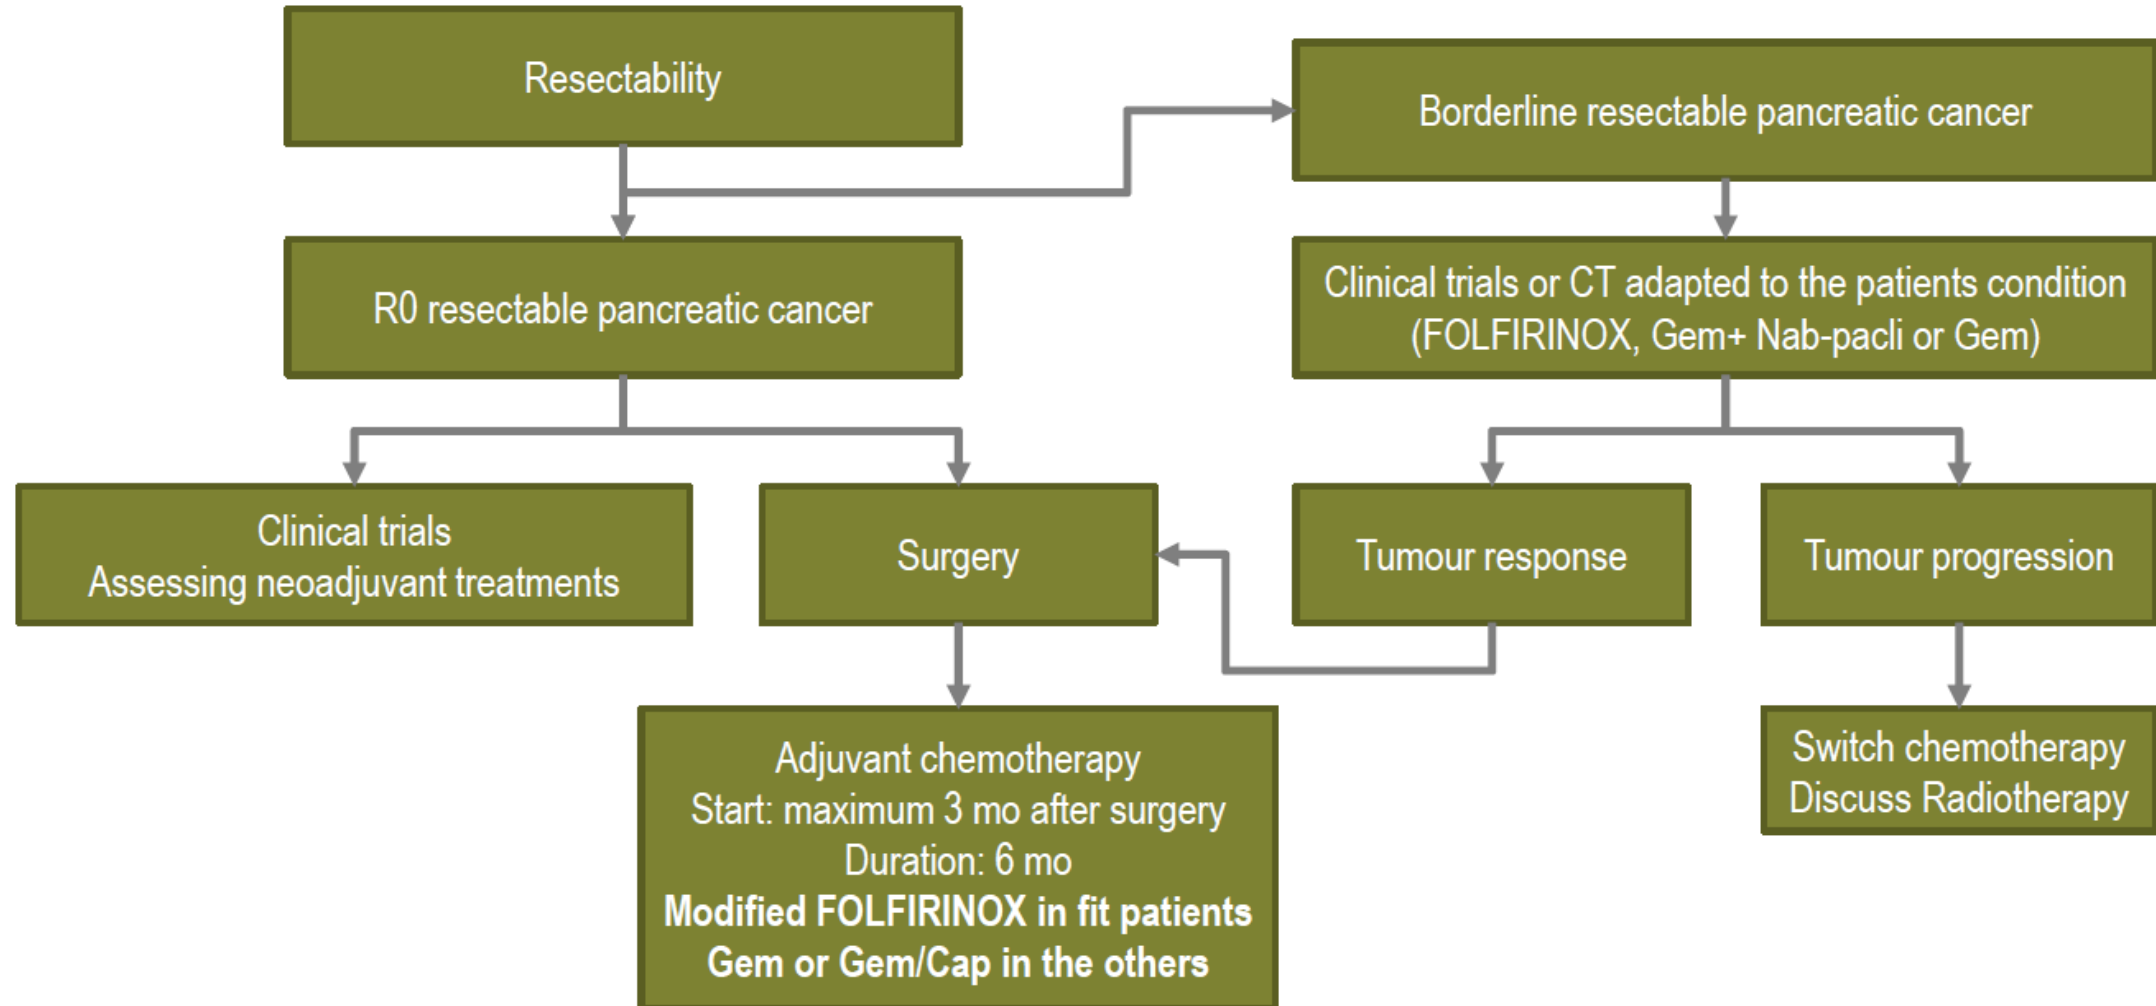 Resectability
Borderline resectable pancreatic cancer
R0 resectable pancreatic cancer
Clinical trials or CT adapted to the patients condition
(FOLFIRINOX, Gem+ Nab-pacli or Gem)
Clinical trials
Assessing neoadjuvant treatments
Surgery
Tumour response
Tumour progression
Adjuvant chemotherapy
Start: maximum 3 mo after surgery
Duration: 6 mo
Modified FOLFIRINOX in fit patients
Gem or Gem/Cap in the others
Switch chemotherapy
Discuss Radiotherapy